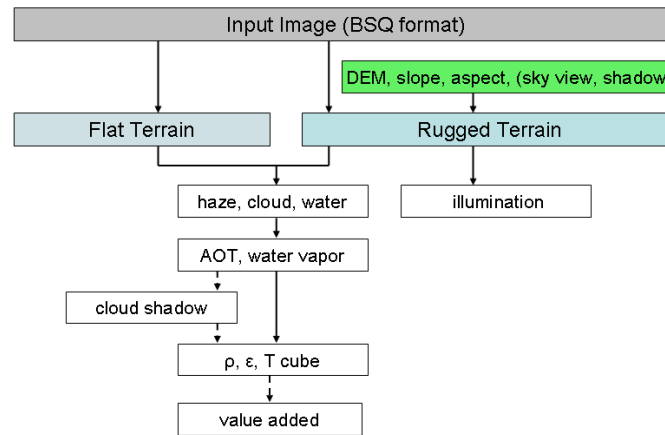 Input Image (BSQ format)
DEM, slope, aspect, (sky view, shadow
Flat Terrain
Rugged Terrain
haze, cloud, water
illumination
AOT, water vapor
cloud shadow
ρ, ε, T cube
value added